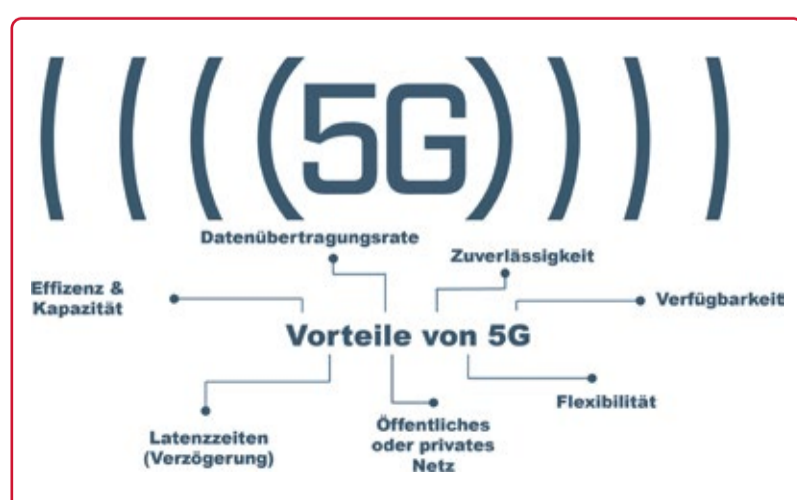 5G
Datenübertragungsrate
Zuverlässigkeit
Effizenz &
Kapazität
Verfügbarkeit
Vorteile von 5G
Flexibilität
Latenzzeiten
(Verzögerung)
Öffentliches
oder privates
Netz